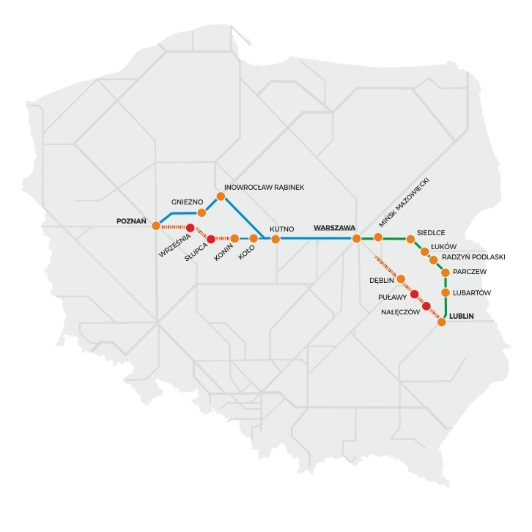 INOWROCŁAW RĄBINEK
GNIEZNO
POZNAŃ
WRZEŚNIA
SŁUPCA
KONIN
KOŁO
KUTNO
WARSZAWA
MIŃSK MAZOWIECKI
SIEDLCE
ŁUKÓW
RADZYŃ PODLASKI
PARCZEW
DĘBLIN
LUBARTÓW
PUŁAWY
NAŁĘCZÓW
LUBLIN